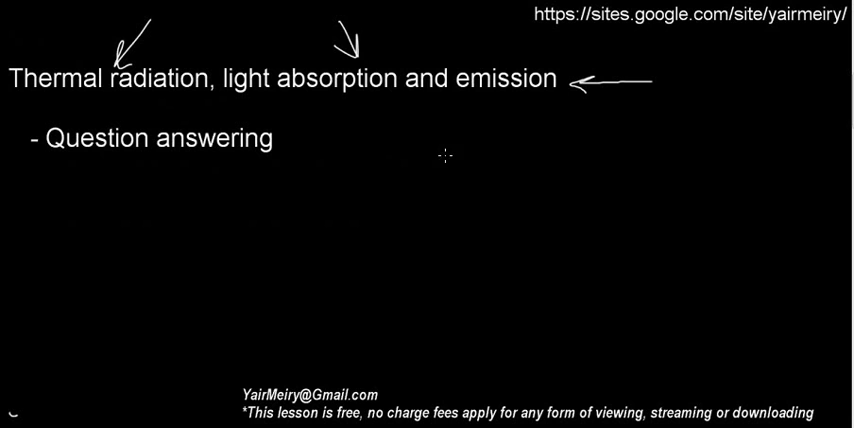 https://sites.google.com/site/yairmeiry/
Thermal radiation, light absorption and emission
- Question answering
YairMeiry@Gmail.com
*This lesson is free, no charge fees apply for any form of viewing, streaming or downloading